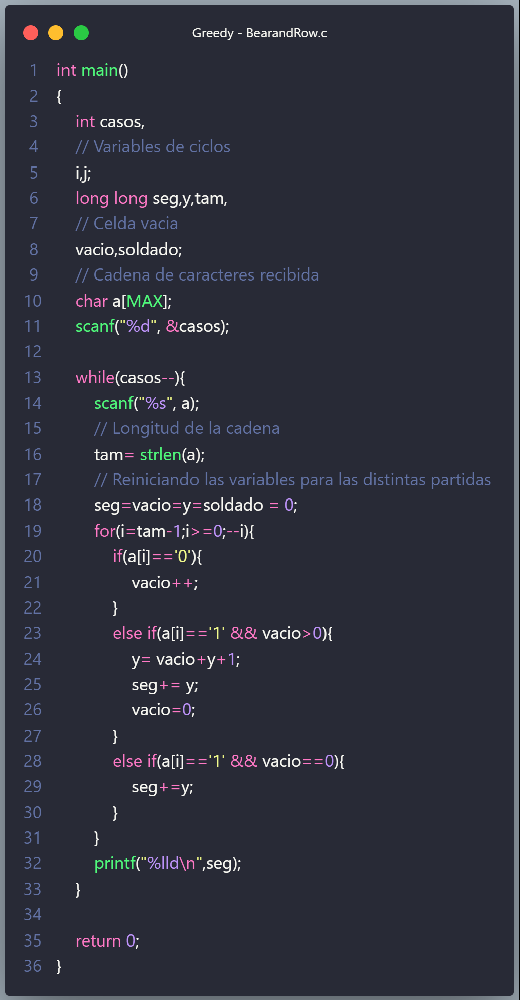 Greedy - BearandRow.c
1 int main()
2 {
3 int casos,
4 // Variables de ciclos
5 i,j;
6 long long seg,y,tam,
7 // Celda vacia
8 vacio,soldado;
9 // Cadena de caracteres recibida
10 char a[MAX];
11 scanf("%d", &casos);
12
13 while(casos--){
14 scanf("%s", a);
15 // Longitud de la cadena
16 tam= strlen(a);
17 // Reiniciando las variables para las distintas partidas
18 seg=vacio=y=soldado = 0;
19 for(i=tam-1;i>=0;--i){
20 if(a[i]=='0'){
21 vacio++;
22 }
23 else if(a[i]=='1' && vacio>0){
24 y= vacio+y+1;
25 seg+= y;
26 vacio=0;
27 }
28 else if(a[i]=='1' && vacio==0){
29 seg+=y;
30 }
31 }
32 printf("%lld\n",seg);
33 }
34
35 return 0;
36 }